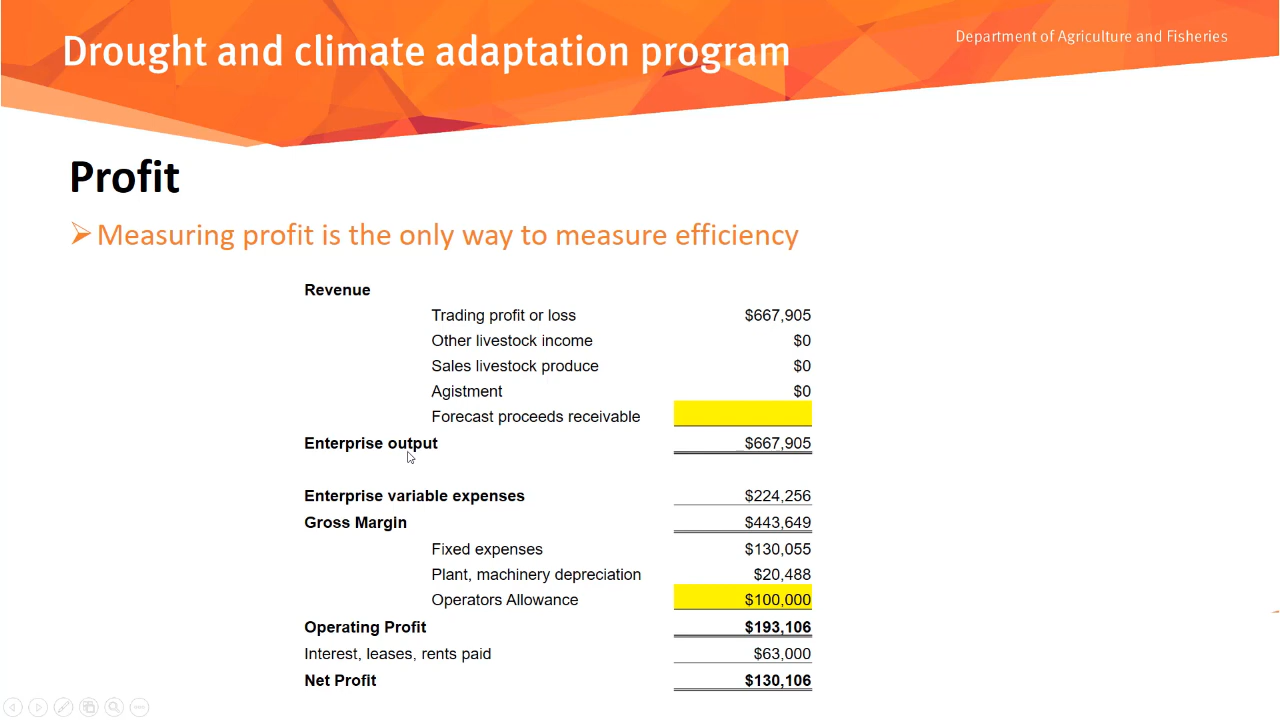 Drought and climate adaptation program
Department of Agriculture and Fisheries
Profit
Measuring profit is the only way to measure efficiency
Revenue
Trading profit or loss $667,905
Other livestock income $0
Sales livestock produce $0
Agistment $0
Forecast proceeds receivable
Enterprise output $667,905
Enterprise variable expenses $224,256
Gross Margin $443,649
Fixed expenses $130,055
Plant, machinery depreciation $20,488
Operators Allowance $100,000
Operating Profit $193,106
Interest, leases, rents paid $63,000
Net Profit $130,106